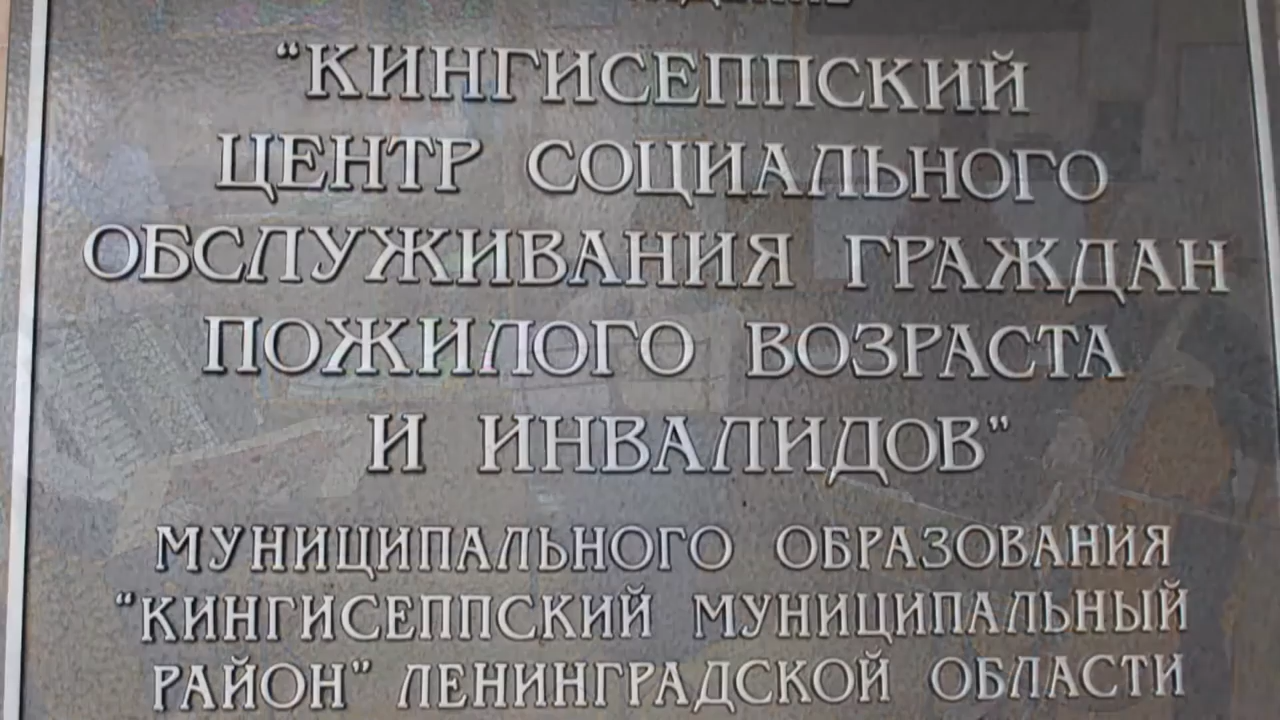 “КИНГИСЕППСКИЙ
ЦЕНТР СОЦИАЛЬНОГО
ОБСЛУЖИВАНИЯ ГРАЖДАН
ПОЖИЛОГО ВОЗРАСТА
И ИНВАЛИДОВ"
МУНИЦИПАЛЬНОГО ОБРАЗОВАНИЯ
“КИНГИСЕППСКИЙ МУНИЦИПАЛЬНЫЙ
РАЙОН" ЛЕНИНГРАДСКОЙ ОБЛАСТИ